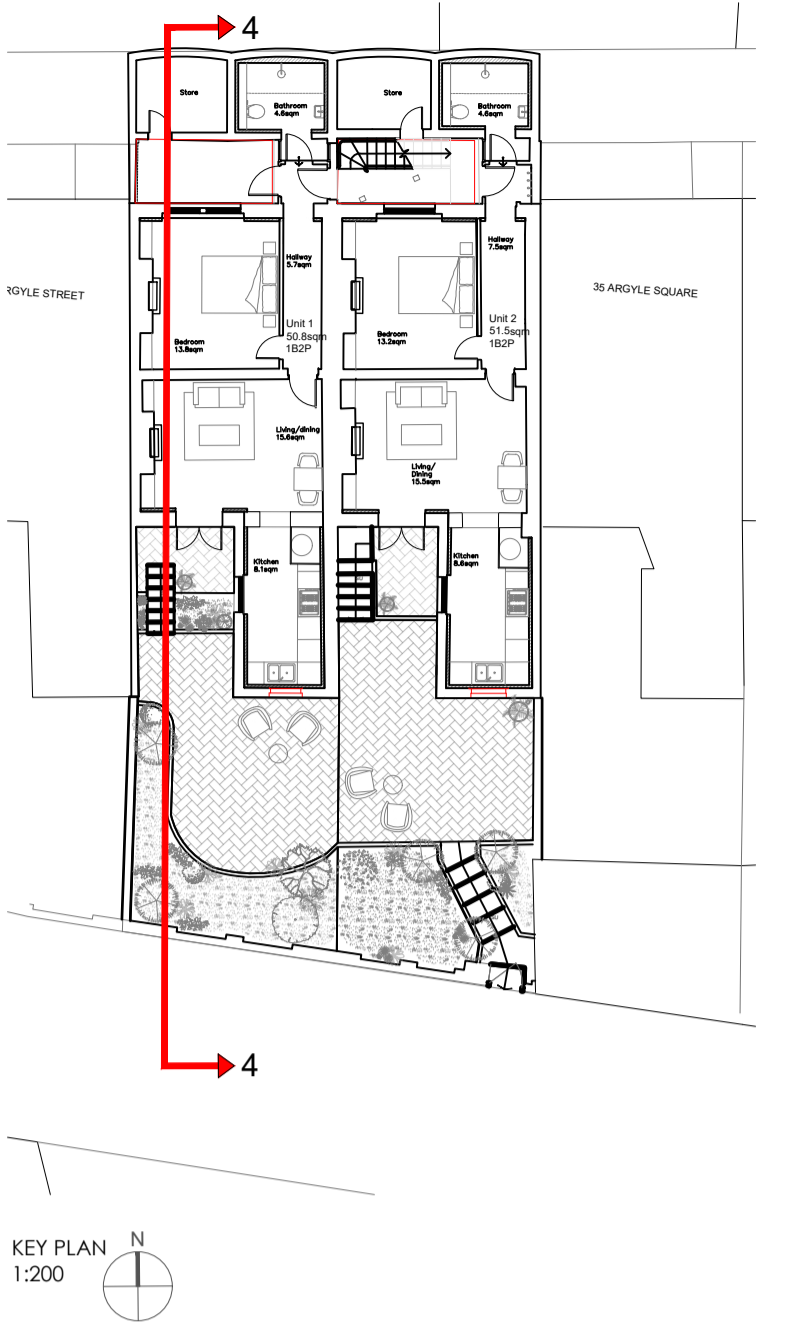 4
Store
Bathroom
4.6sqm
Store
Bathroom
4.6sqm
Hallway
5.7sqm
Hallway
7.5sqm
RGYLE STREET
35 ARGYLE SQUARE
Unit 1
50.8sqm
1B2P
Unit 2
51.5sqm
1B2P
Bedroom
13.8sqm
Bedroom
13.2sqm
Living/dining
15.6sqm
Living/
Dining
15.5sqm
Kitchen
8.1sqm
Kitchen
8.6sqm
4
KEY PLAN
1:200
N